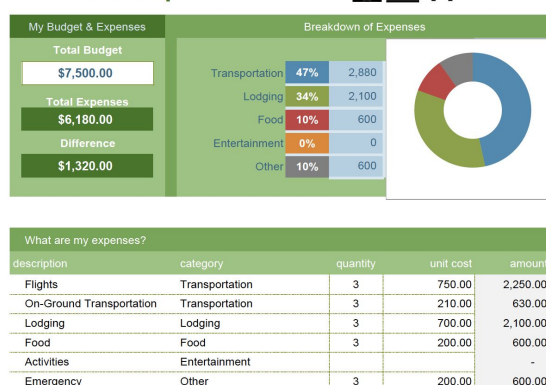 My Budget & Expenses
Breakdown of Expenses
Total Budget
$7,500.00
Total Expenses
$6,180.00
Difference
$1,320.00
Transportation 47% 2,880
Lodging 34% 2,100
Food 10% 600
Entertainment 0% 0
Other 10% 600
What are my expenses?
description category quantity unit cost amount
Flights Transportation 3 750.00 2,250.00
On-Ground Transportation Transportation 3 210.00 630.00
Lodging Lodging 3 700.00 2,100.00
Food Food 3 200.00 600.00
Activities Entertainment -
Emergency Other 3 200.00 600.00